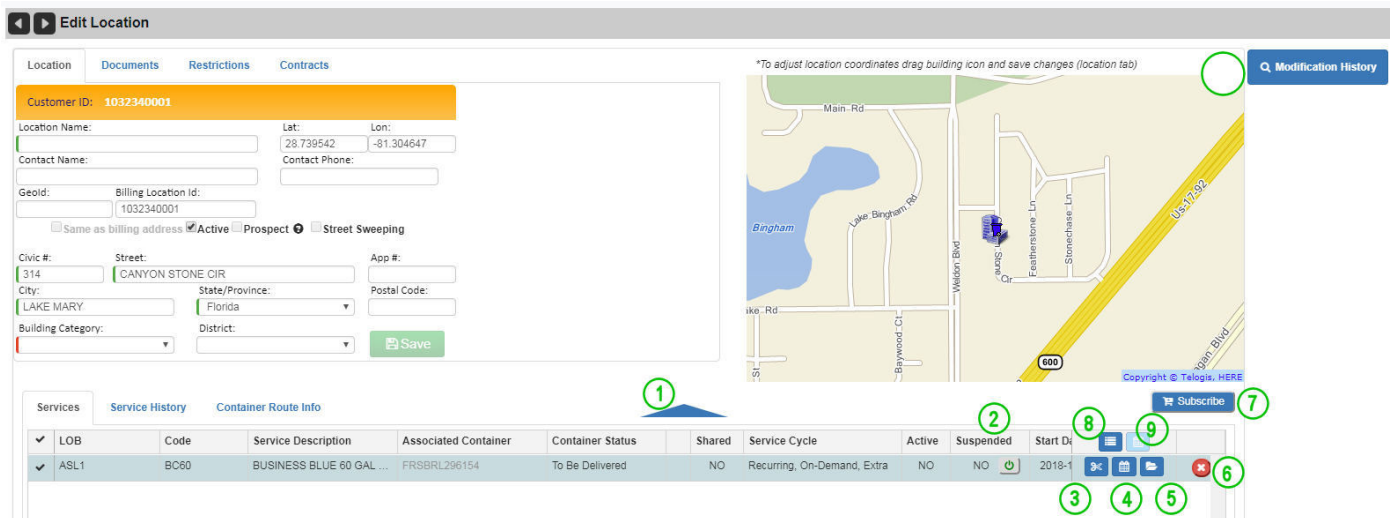 Edit Location
Location Documents Restrictions Contracts
*To adjust location coordinates drag building icon and save changes (location tab)
Modification History
Customer ID: 1032340001
Location Name: Lat: Lon:
28.739542 -81.304647
Contact Name: Contact Phone:
GeoId: Billing Location Id:
1032340001
Same as billing address Active Prospect Street Sweeping
Civic #: Street: App #:
314 CANYON STONE CIR
City: State/Province: Postal Code:
LAKE MARY Florida
Building Category: District:
Save
Main Rd
Lake Bingham Rd
Bingham
Weldon Blvd
Stone
Cir
Featherstone Ln
Stonechase Ln
Us-17-92
Rd
Baywood Ct
St
600
Blvd
Copyright © Telogis, HERE
1
Subscribe 7
Services Service History Container Route Info
2
8
9
LOB Code Service Description Associated Container Container Status Shared Service Cycle Active Suspended Start Da
ASL1 BC60 BUSINESS BLUE 60 GAL ... FRSBRL296154 To Be Delivered NO Recurring, On-Demand, Extra NO NO 2018-1
6
3 4 5